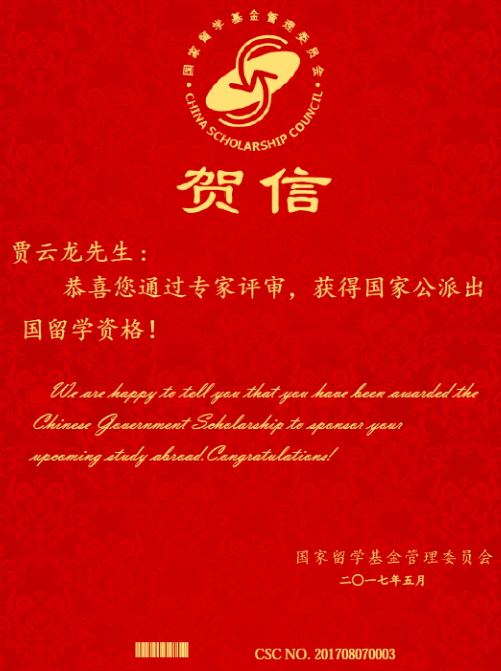 国家留学基金管理委员会
CHINA SCHOLARSHIP COUNCIL
贺信
贾云龙先生：
恭喜您通过专家评审，获得国家公派出
国留学资格！
We are happy to tell you that you have been awarded the
Chinese Government Scholarship to sponsor your
upcoming study abroad.Congratulations!
国家留学基金管理委员会
二〇一七年五月
CSC NO. 201708070003